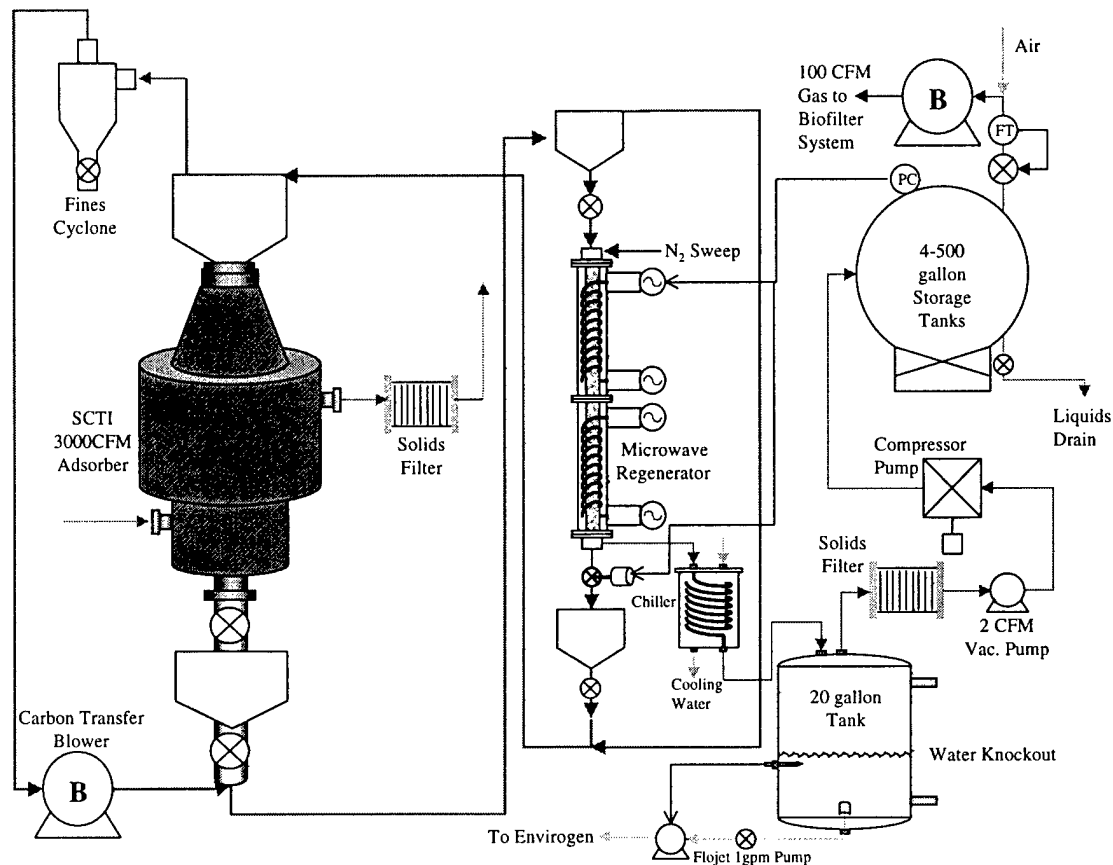 Air
100 CFM
Gas to
Biofilter
System
B
FT
PC
Fines
Cyclone
N2 Sweep
4-500
gallon
Storage
Tanks
SCTI
3000CFM
Adsorber
Solids
Filter
Microwave
Regenerator
Liquids
Drain
Compressor
Pump
Solids
Filter
Chiller
2 CFM
Vac. Pump
Cooling
Water
20 gallon
Tank
Carbon Transfer
Blower
B
Water Knockout
To Envirogen
Flojet 1gpm Pump